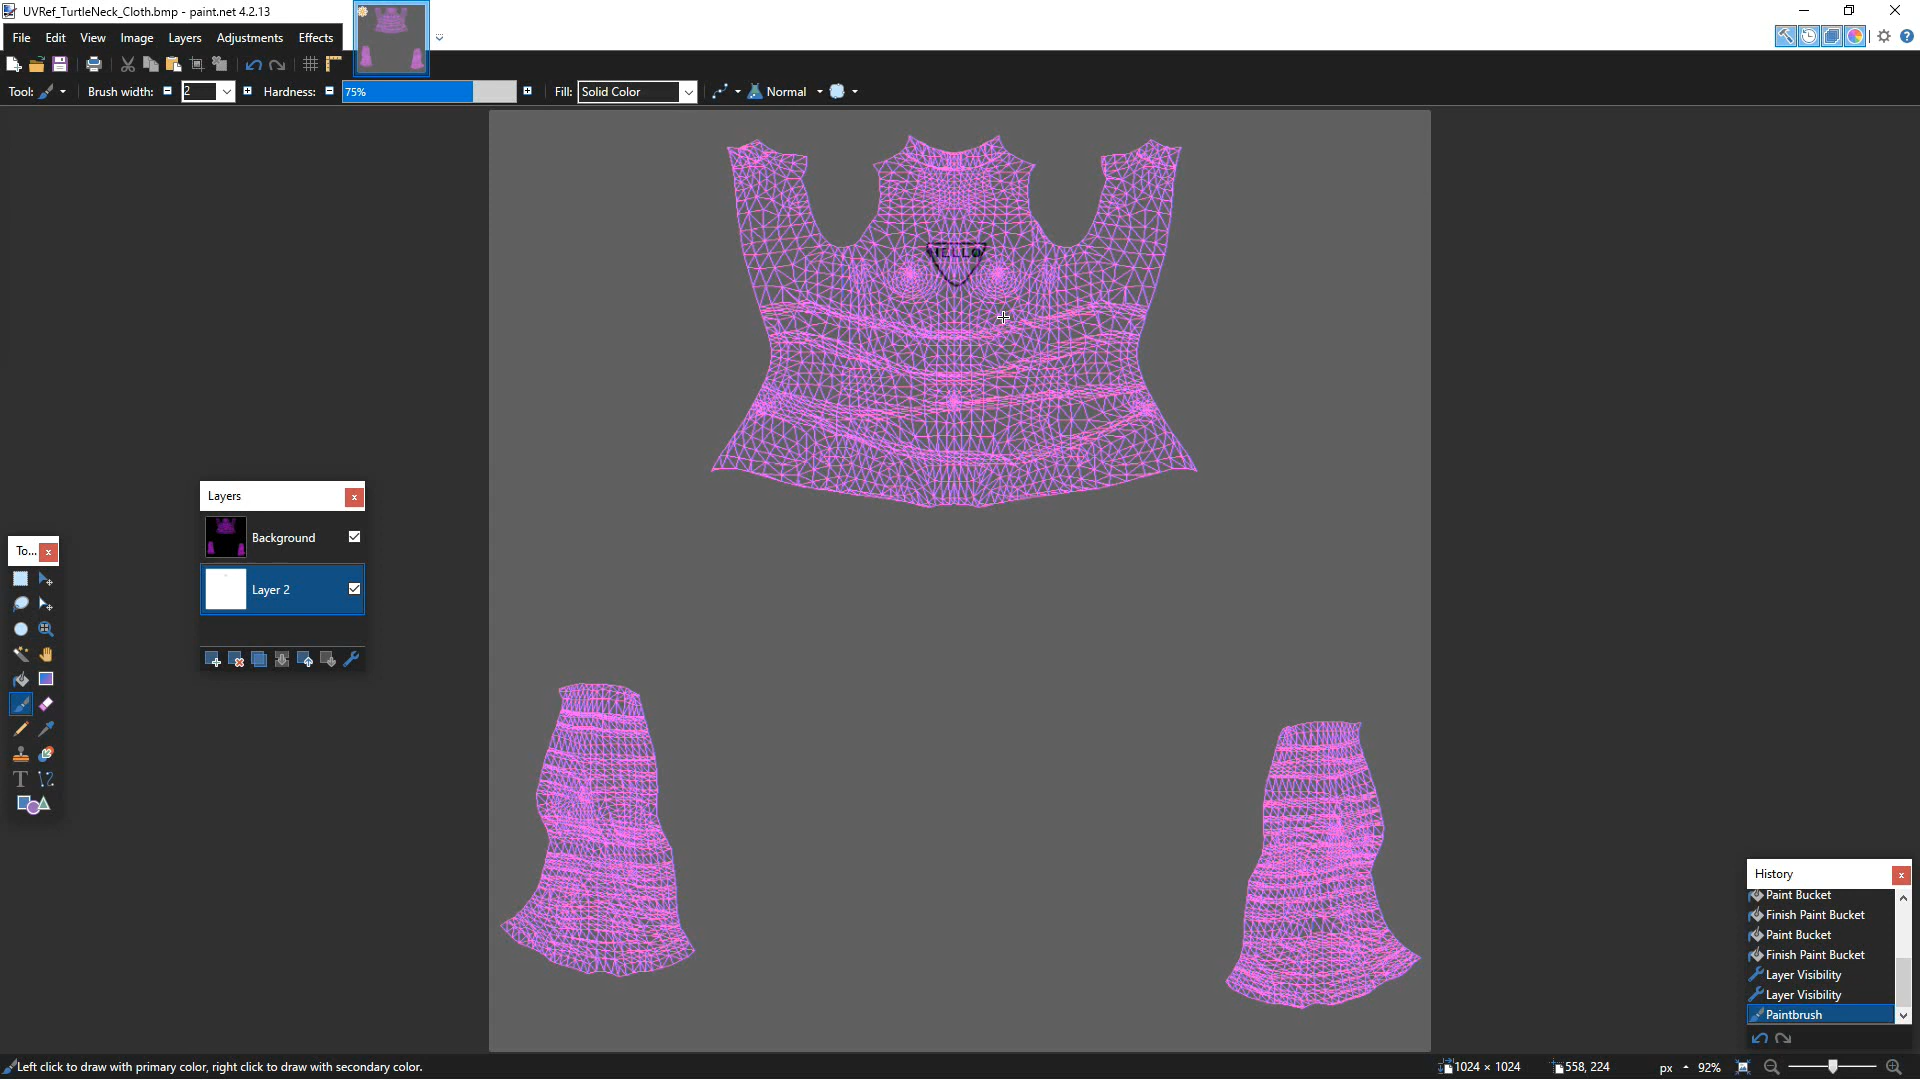 UVRef_TurtleNeck_Cloth.bmp - paint.net 4.2.13
File Edit View Image Layers Adjustments Effects
Tool: Brush width: 2 Hardness: 75% Fill: Solid Color Normal
HELLO
Layers
Background
Layer 2
To...
History
Paint Bucket
Finish Paint Bucket
Paint Bucket
Finish Paint Bucket
Layer Visibility
Layer Visibility
Paintbrush
Left click to draw with primary color, right click to draw with secondary color.
1024 × 1024 558, 224 px 92%